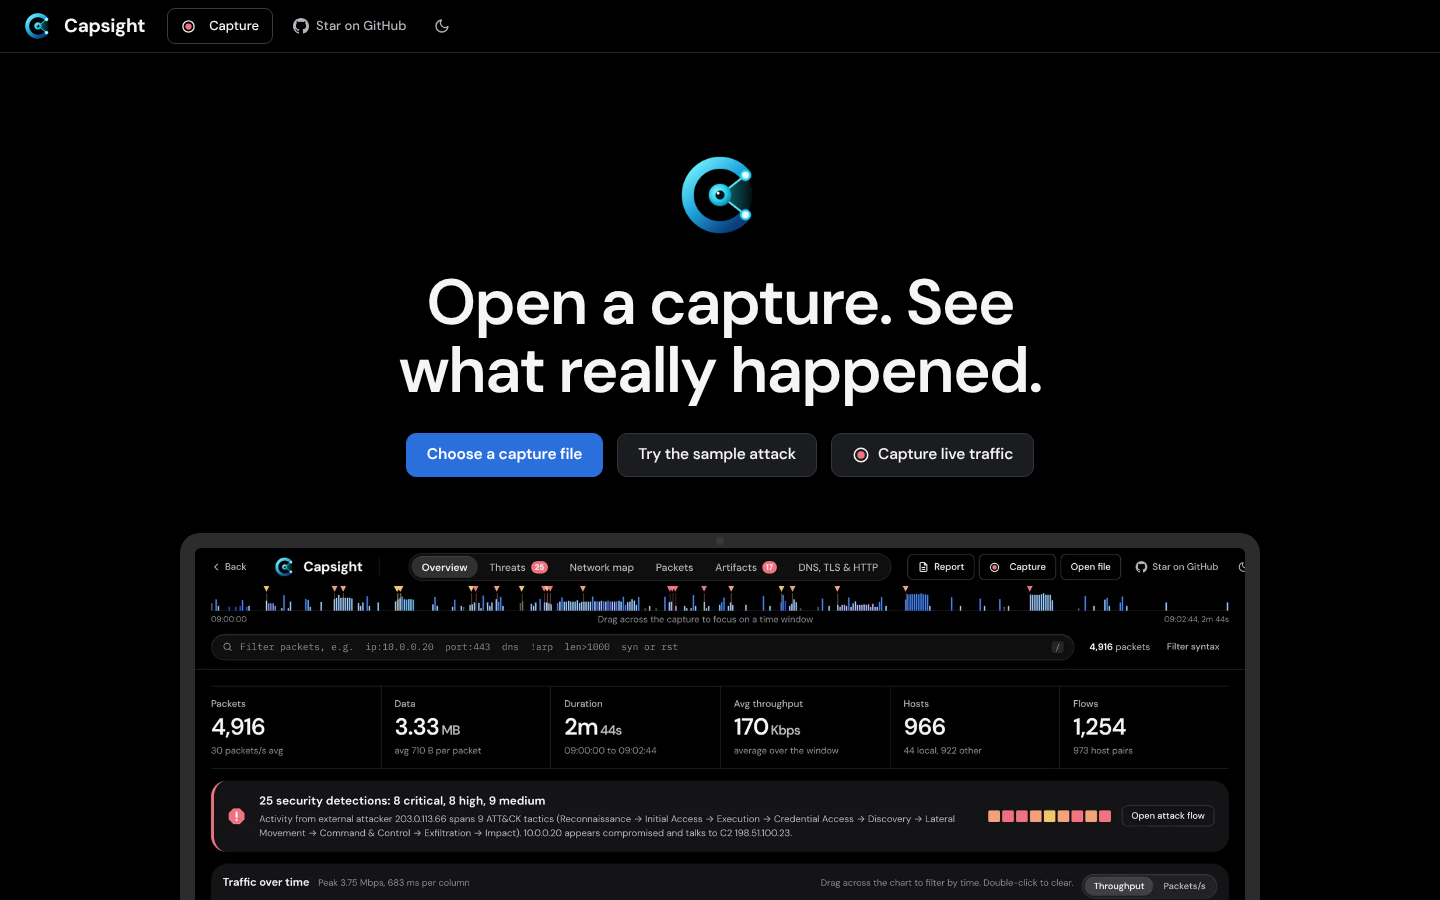 Capsight
Capture
Star on GitHub
Open a capture. See
what really happened.
Choose a capture file
Try the sample attack
Capture live traffic
Back
Capsight
Overview
Threats 25
Network map
Packets
Artifacts 17
DNS, TLS & HTTP
Report
Capture
Open file
Star on GitHub
09:00:00
Drag across the capture to focus on a time window
09:02:44, 2m 44s
Filter packets, e.g. ip:10.0.0.20 port:443 dns !arp len>1000 syn or rst
/
4,916 packets
Filter syntax
Packets
4,916
30 packets/s avg
Data
3.33 MB
avg 710 B per packet
Duration
2m 44s
09:00:00 to 09:02:44
Avg throughput
170 Kbps
average over the window
Hosts
966
44 local, 922 other
Flows
1,254
973 host pairs
25 security detections: 8 critical, 8 high, 9 medium
Activity from external attacker 203.0.113.66 spans 9 ATT&CK tactics (Reconnaissance → Initial Access → Execution → Credential Access → Discovery → Lateral
Movement → Command & Control → Exfiltration → Impact). 10.0.0.20 appears compromised and talks to C2 198.51.100.23.
Open attack flow
Traffic over time
Peak 3.75 Mbps, 683 ms per column
Drag across the chart to filter by time. Double-click to clear.
Throughput
Packets/s